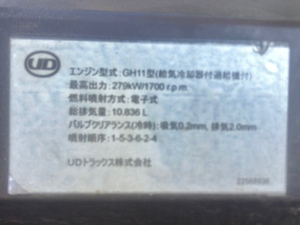 UD
エンジン型式:GH11型(給気冷却器付過給機付)
最高出力:279kW/1700 r.p.m
燃料噴射方式:電子式
総排気量:10.836 L
バルブクリアランス(冷時):吸気0.2mm, 排気2.0mm
噴射順序:1-5-3-6-2-4
UDトラックス株式会社